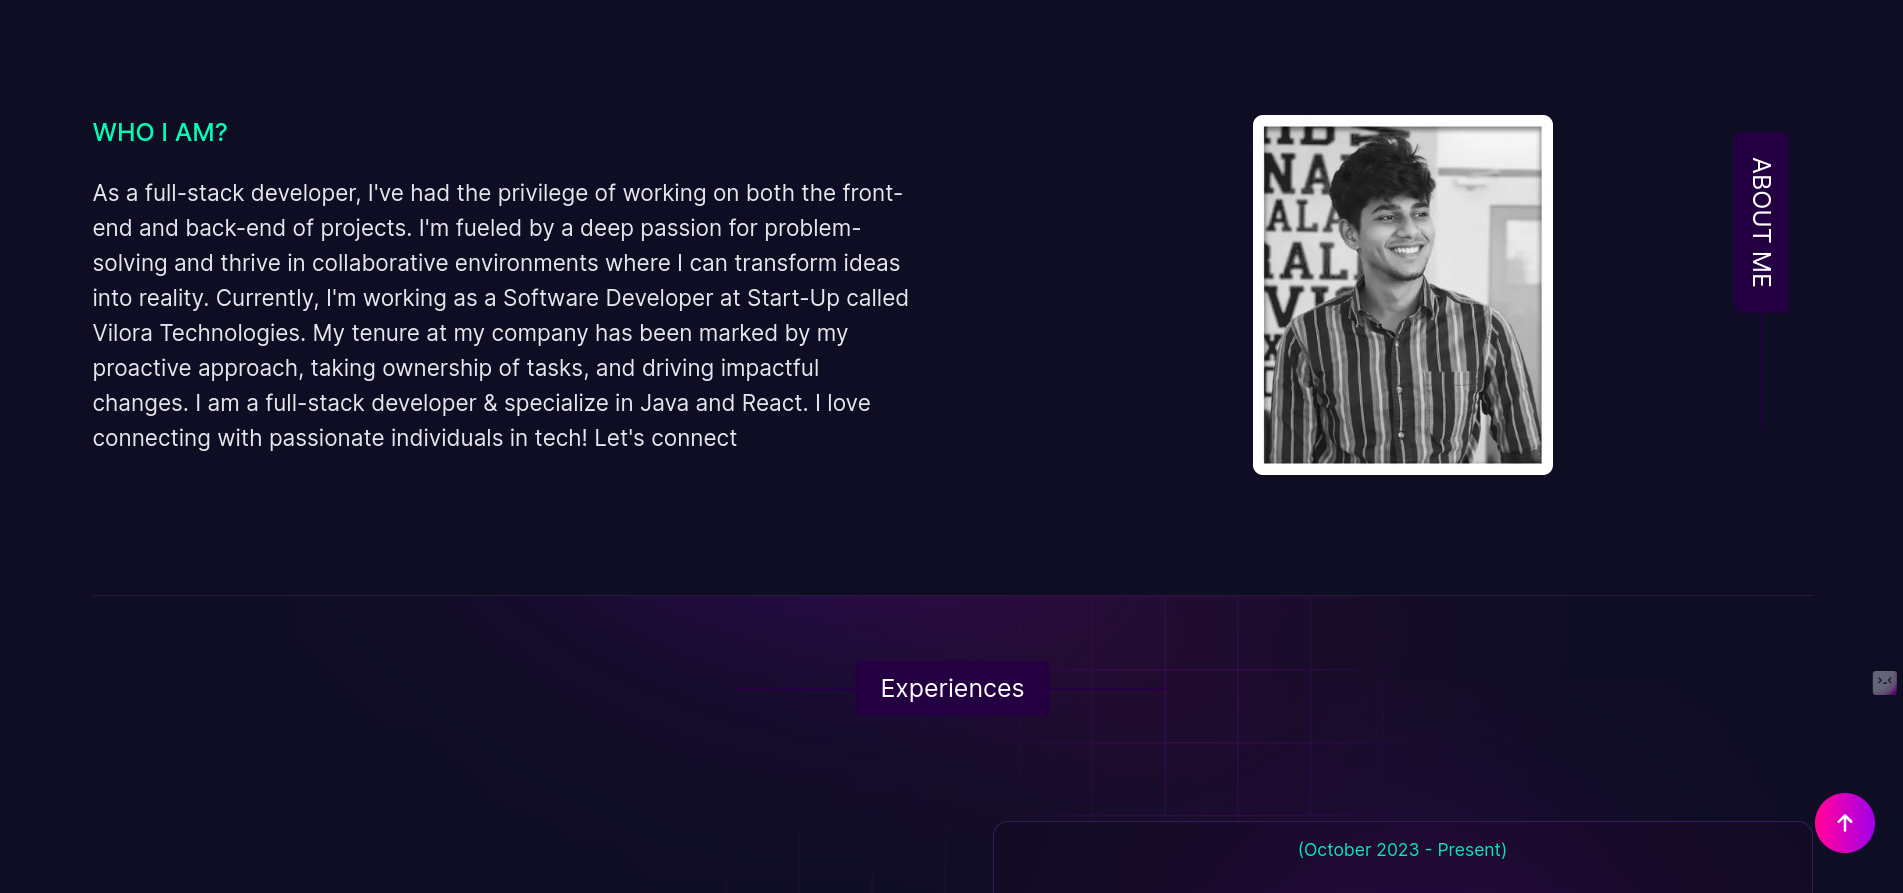 WHO I AM?
As a full-stack developer, I've had the privilege of working on both the front-
end and back-end of projects. I'm fueled by a deep passion for problem-
solving and thrive in collaborative environments where I can transform ideas
into reality. Currently, I'm working as a Software Developer at Start-Up called
Vilora Technologies. My tenure at my company has been marked by my
proactive approach, taking ownership of tasks, and driving impactful
changes. I am a full-stack developer & specialize in Java and React. I love
connecting with passionate individuals in tech! Let's connect
NA
ALA
RAL
VI
ABOUT ME
Experiences
(October 2023 - Present)